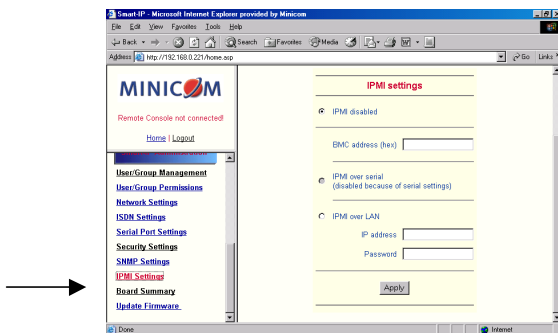 Smart-IP - Microsoft Internet Explorer provided by Minicom
File Edit View Favorites Tools Help
Back Search Favorites Media
Address http://192.168.0.221/home.asp Go Links
MINICOM
Remote Console not connected!
Home | Logout
User/Group Management
User/Group Permissions
Network Settings
ISDN Settings
Serial Port Settings
Security Settings
SNMP Settings
IPMI Settings
Board Summary
Update Firmware
IPMI settings
IPMI disabled
BMC address (hex)
IPMI over serial
(disabled because of serial settings)
IPMI over LAN
IP address
Password
Apply
Done Internet